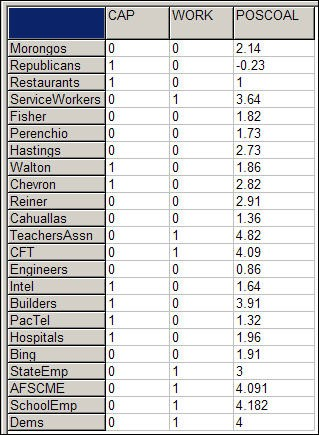 CAP WORK POSCOAL
Morongos 0 0 2.14
Republicans 1 0 -0.23
Restaurants 1 0 1
ServiceWorkers 0 1 3.64
Fisher 0 0 1.82
Perenchio 0 0 1.73
Hastings 0 0 2.73
Walton 1 0 1.86
Chevron 1 0 2.82
Reiner 0 0 2.91
Cahuallas 0 0 1.36
TeachersAssn 0 1 4.82
CFT 0 1 4.09
Engineers 0 0 0.86
Intel 1 0 1.64
Builders 1 0 3.91
PacTel 1 0 1.32
Hospitals 1 0 1.96
Bing 0 0 1.91
StateEmp 0 1 3
AFSCME 0 1 4.091
SchoolEmp 0 1 4.182
Dems 0 1 4